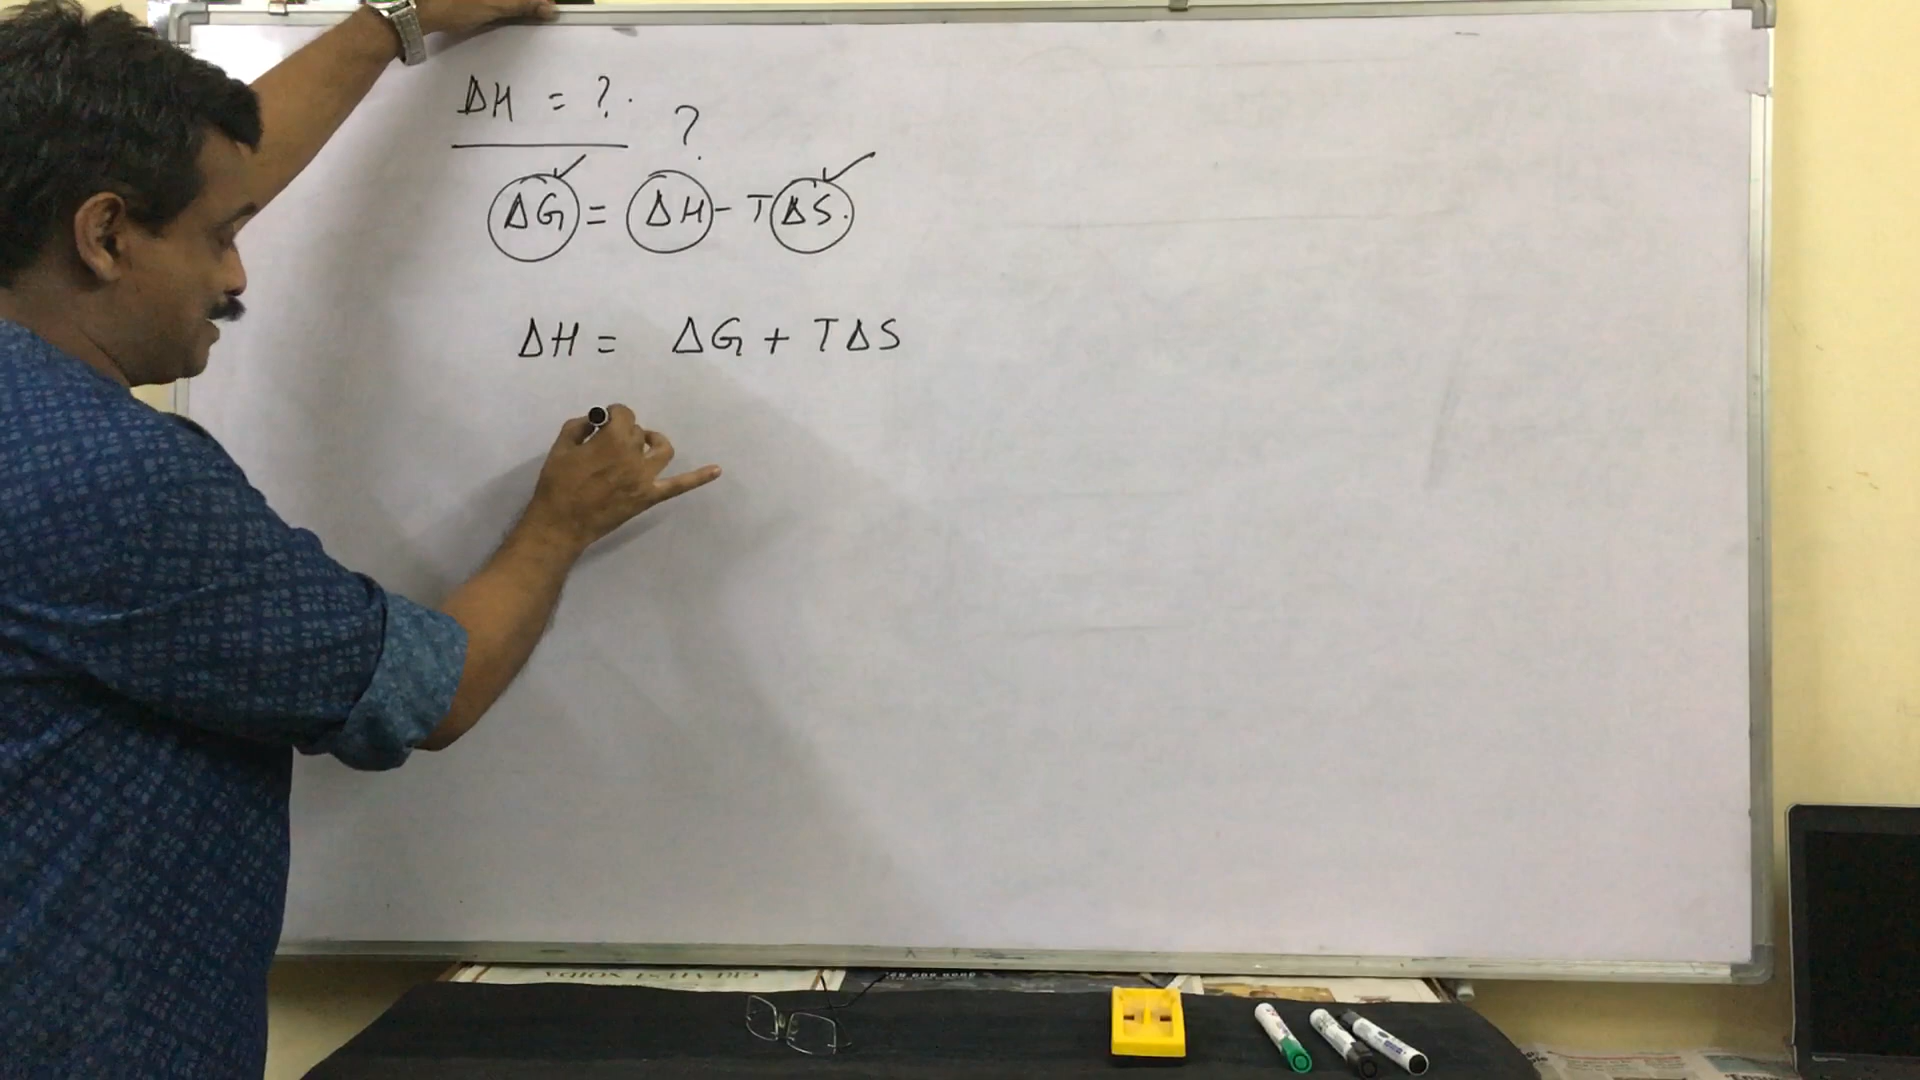 ΔH = ?.
?
ΔG = ΔH - TΔS.
ΔH = ΔG + TΔS